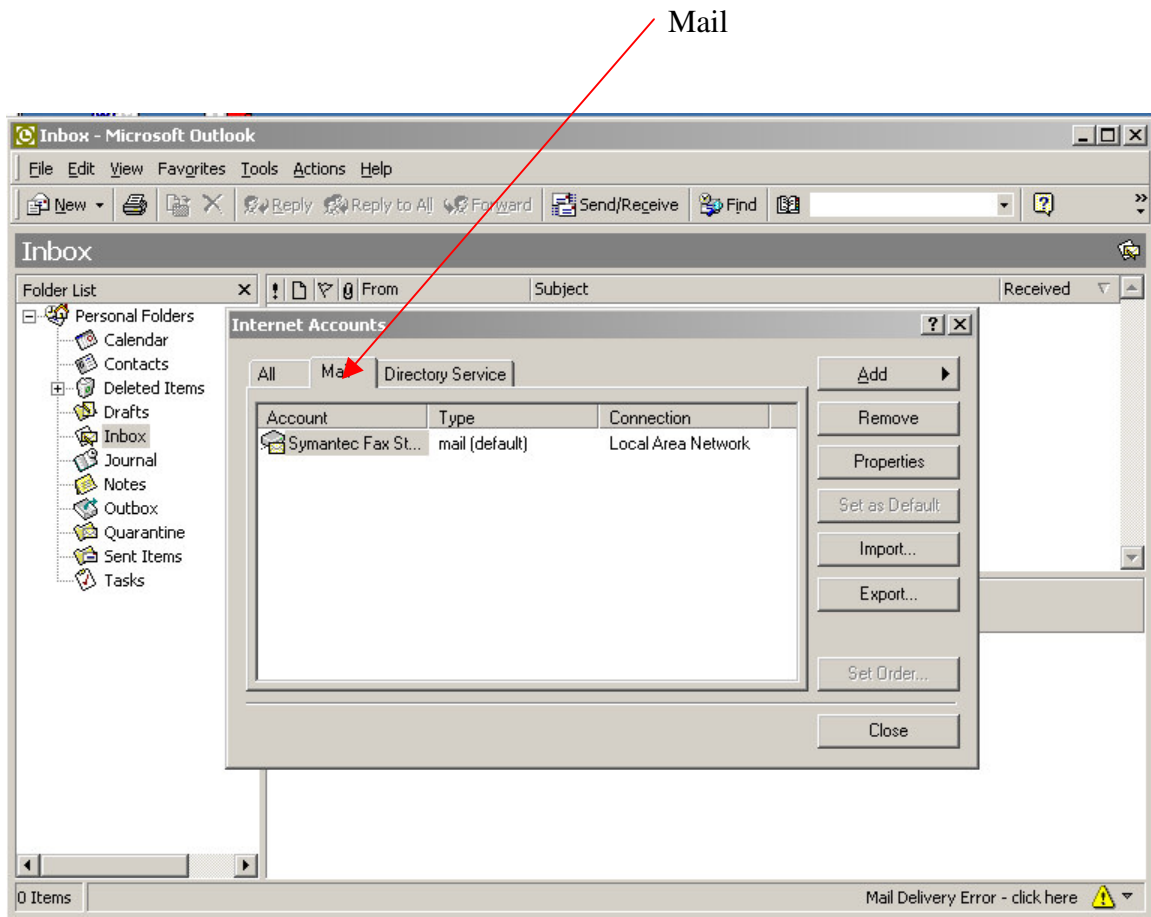 Mail
Inbox - Microsoft Outlook
File Edit View Favorites Tools Actions Help
New Reply Reply to All Forward Send/Receive Find
Inbox
Folder List
! From Subject Received
Personal Folders
Calendar
Contacts
Deleted Items
Drafts
Inbox
Journal
Notes
Outbox
Quarantine
Sent Items
Tasks
Internet Accounts
All Mail Directory Service
Account Type Connection
Symantec Fax St... mail (default) Local Area Network
Add
Remove
Properties
Set as Default
Import...
Export...
Set Order...
Close
0 Items Mail Delivery Error - click here